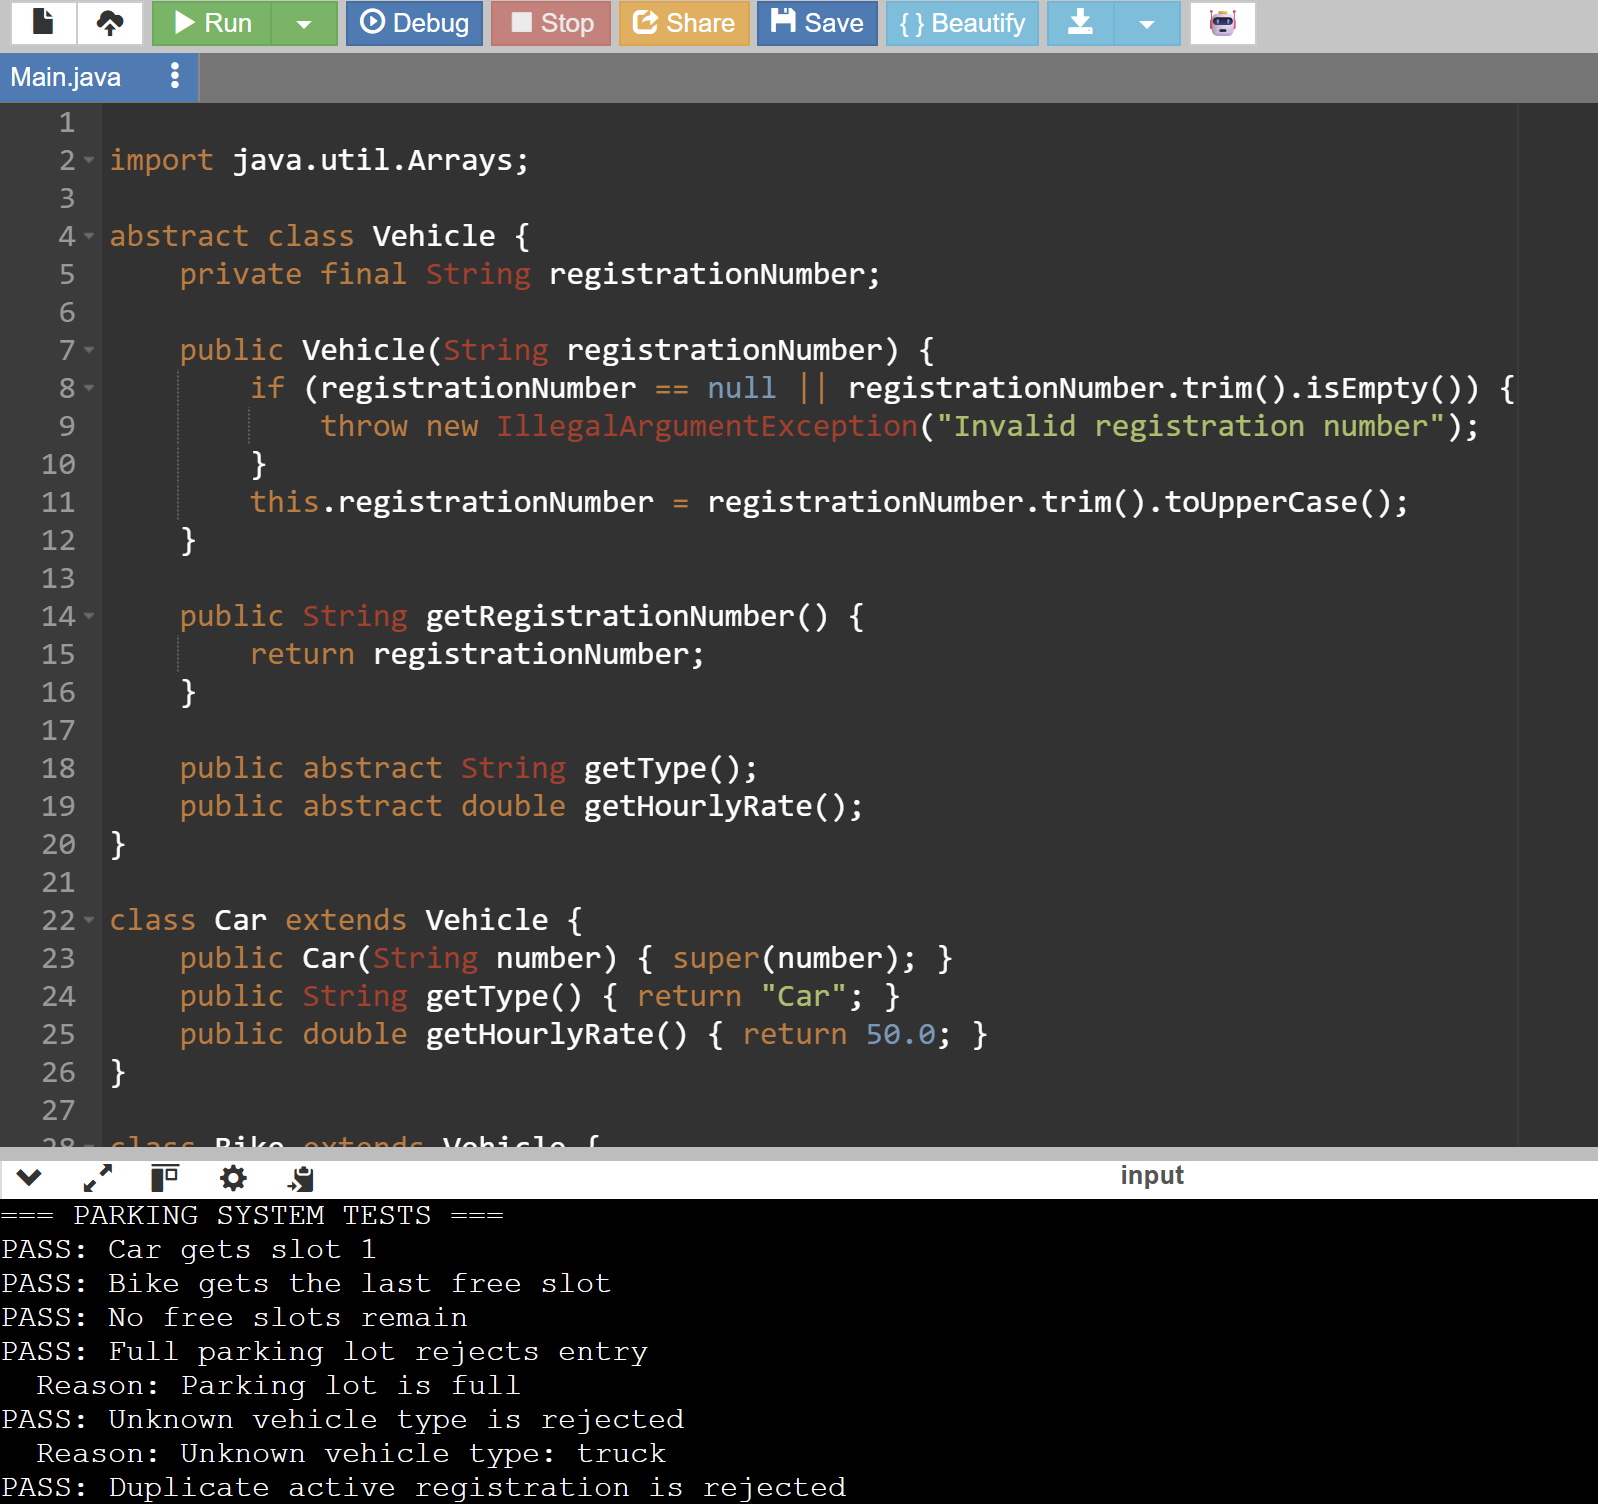 Run Debug Stop Share Save { } Beautify
Main.java
1
2 import java.util.Arrays;
3
4 abstract class Vehicle {
5     private final String registrationNumber;
6
7     public Vehicle(String registrationNumber) {
8         if (registrationNumber == null || registrationNumber.trim().isEmpty()) {
9             throw new IllegalArgumentException("Invalid registration number");
10         }
11         this.registrationNumber = registrationNumber.trim().toUpperCase();
12     }
13
14     public String getRegistrationNumber() {
15         return registrationNumber;
16     }
17
18     public abstract String getType();
19     public abstract double getHourlyRate();
20 }
21
22 class Car extends Vehicle {
23     public Car(String number) { super(number); }
24     public String getType() { return "Car"; }
25     public double getHourlyRate() { return 50.0; }
26 }
27
28 class Bike extends Vehicle {
input
=== PARKING SYSTEM TESTS ===
PASS: Car gets slot 1
PASS: Bike gets the last free slot
PASS: No free slots remain
PASS: Full parking lot rejects entry
  Reason: Parking lot is full
PASS: Unknown vehicle type is rejected
  Reason: Unknown vehicle type: truck
PASS: Duplicate active registration is rejected